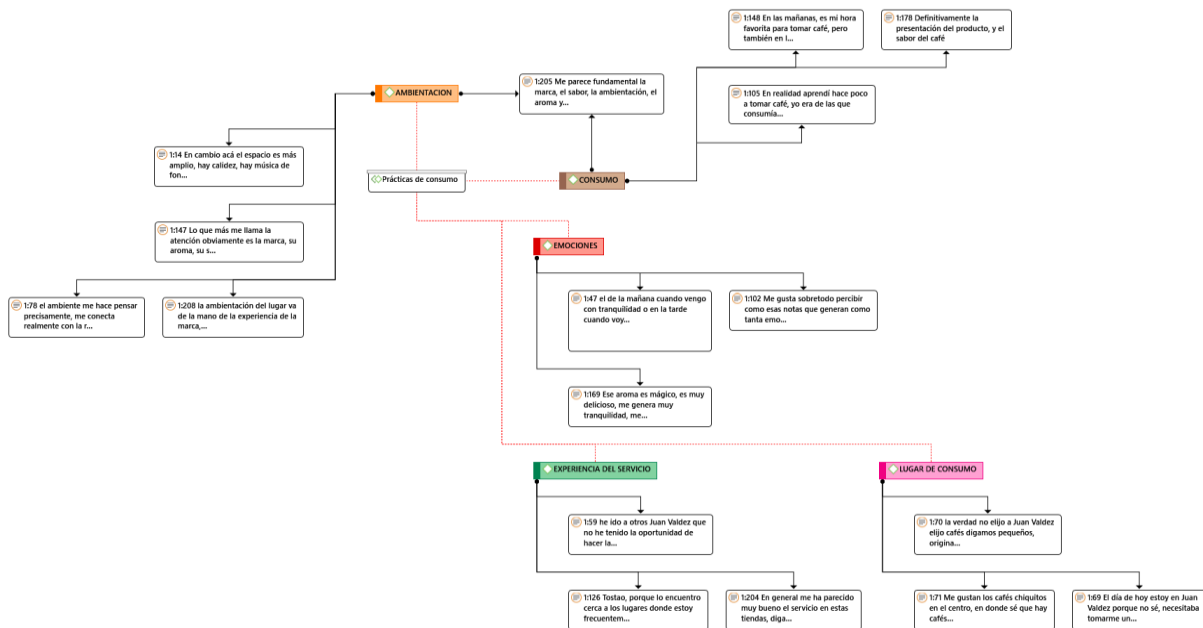 1:148 En las mañanas, es mi hora
favorita para tomar café, pero
también en l...
1:178 Definitivamente la
presentación del producto, y el
sabor del café
AMBIENTACION
1:205 Me parece fundamental la
marca, el sabor, la ambientación, el
aroma y...
1:105 En realidad aprendí hace poco
a tomar café, yo era de las que
consumía...
1:14 En cambio acá el espacio es más
amplio, hay calidez, hay música de
fon...
Prácticas de consumo
CONSUMO
1:147 Lo que más me llama la
atención obviamente es la marca, su
aroma, su s...
EMOCIONES
1:78 el ambiente me hace pensar
precisamente, me conecta
realmente con la r...
1:208 la ambientación del lugar va
de la mano de la experiencia de la
marca,...
1:47 el de la mañana cuando vengo
con tranquilidad o en la tarde
cuando voy...
1:102 Me gusta sobretodo percibir
como esas notas que generan como
tanta emo...
1:169 Ese aroma es mágico, es muy
delicioso, me genera muy
tranquilidad, me...
EXPERIENCIA DEL SERVICIO
LUGAR DE CONSUMO
1:59 he ido a otros Juan Valdez que
no he tenido la oportunidad de
hacer la...
1:70 la verdad no elijo a Juan Valdez
elijo cafés digamos pequeños,
origina...
1:126 Tostao, porque lo encuentro
cerca a los lugares donde estoy
frecuentem...
1:204 En general me ha parecido
muy bueno el servicio en estas
tiendas, diga...
1:71 Me gustan los cafés chiquitos
en el centro, en donde sé que hay
cafés...
1:69 El día de hoy estoy en Juan
Valdez porque no sé, necesitaba
tomarme un...